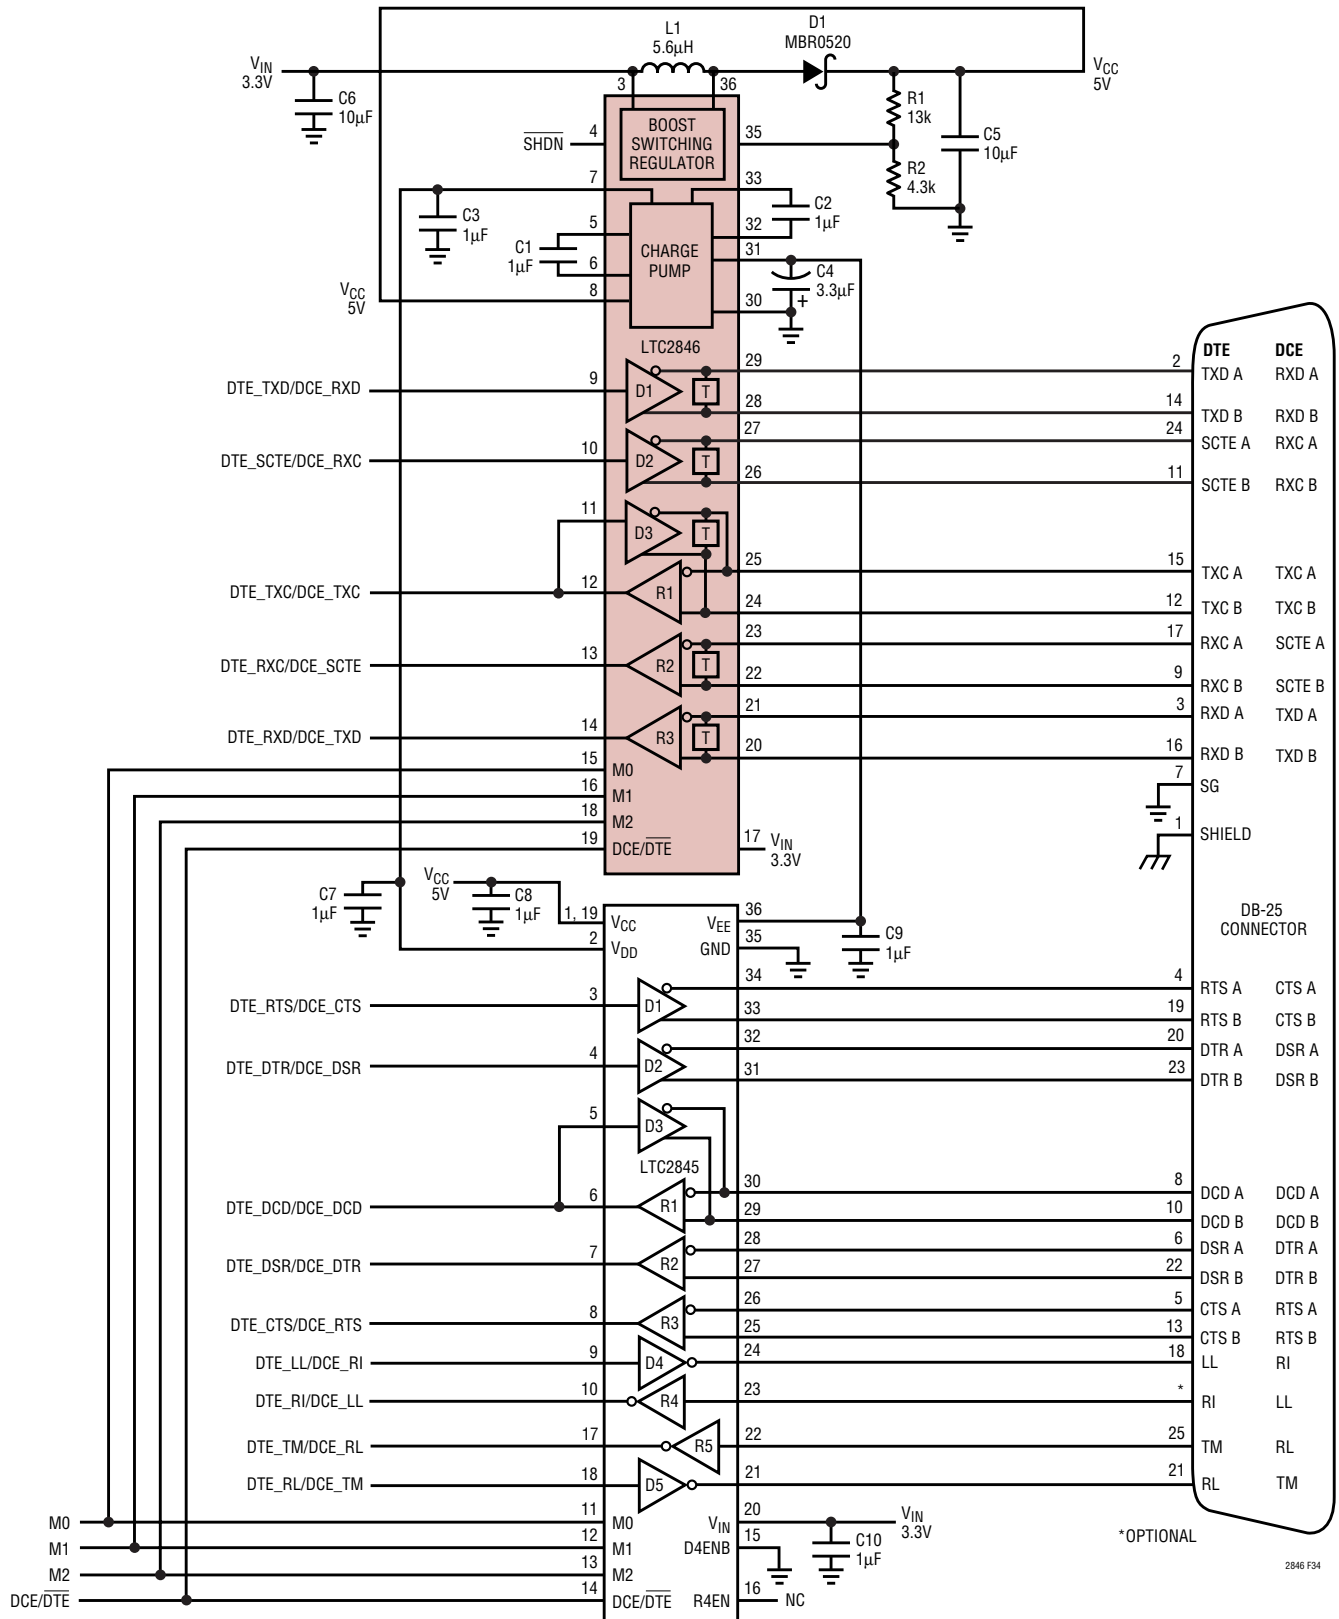 L1
5.6µH
D1
MBR0520
VIN
3.3V
3
36
VCC
5V
C6
10µF
R1
13k
BOOST
SWITCHING
REGULATOR
SHDN
4
35
C5
10µF
R2
4.3k
7
33
C3
1µF
C2
1µF
5
32
C1
1µF
CHARGE
PUMP
31
6
C4
3.3µF
+
VCC
5V
8
30
LTC2846
DTE
DCE
DTE_TXD/DCE_RXD
9
D1
T
29
2
TXD A
RXD A
28
14
TXD B
RXD B
DTE_SCTE/DCE_RXC
10
D2
T
27
24
SCTE A
RXC A
26
11
SCTE B
RXC B
11
D3
T
DTE_TXC/DCE_TXC
12
R1
25
15
TXC A
TXC A
24
12
TXC B
TXC B
DTE_RXC/DCE_SCTE
13
R2
T
23
17
RXC A
SCTE A
22
9
RXC B
SCTE B
DTE_RXD/DCE_TXD
14
R3
T
21
3
RXD A
TXD A
20
16
RXD B
TXD B
15
M0
7
SG
16
M1
18
M2
1
SHIELD
19
DCE/DTE
17
VIN
3.3V
C7
1µF
VCC
5V
C8
1µF
1, 19
VCC
VEE
36
2
VDD
GND
35
C9
1µF
DB-25
CONNECTOR
DTE_RTS/DCE_CTS
3
D1
34
4
RTS A
CTS A
33
19
RTS B
CTS B
DTE_DTR/DCE_DSR
4
D2
32
20
DTR A
DSR A
31
23
DTR B
DSR B
5
D3
LTC2845
DTE_DCD/DCE_DCD
6
R1
30
8
DCD A
DCD A
29
10
DCD B
DCD B
DTE_DSR/DCE_DTR
7
R2
28
6
DSR A
DTR A
27
22
DSR B
DTR B
DTE_CTS/DCE_RTS
8
R3
26
5
CTS A
RTS A
25
13
CTS B
RTS B
DTE_LL/DCE_RI
9
D4
24
18
LL
RI
DTE_RI/DCE_LL
10
R4
23
*
RI
LL
DTE_TM/DCE_RL
17
R5
22
25
TM
RL
DTE_RL/DCE_TM
18
D5
21
21
RL
TM
M0
11
M0
VIN
20
VIN
3.3V
M1
12
M1
D4ENB
15
C10
1µF
*OPTIONAL
M2
13
M2
DCE/DTE
14
DCE/DTE
R4EN
16
NC
2846 F34